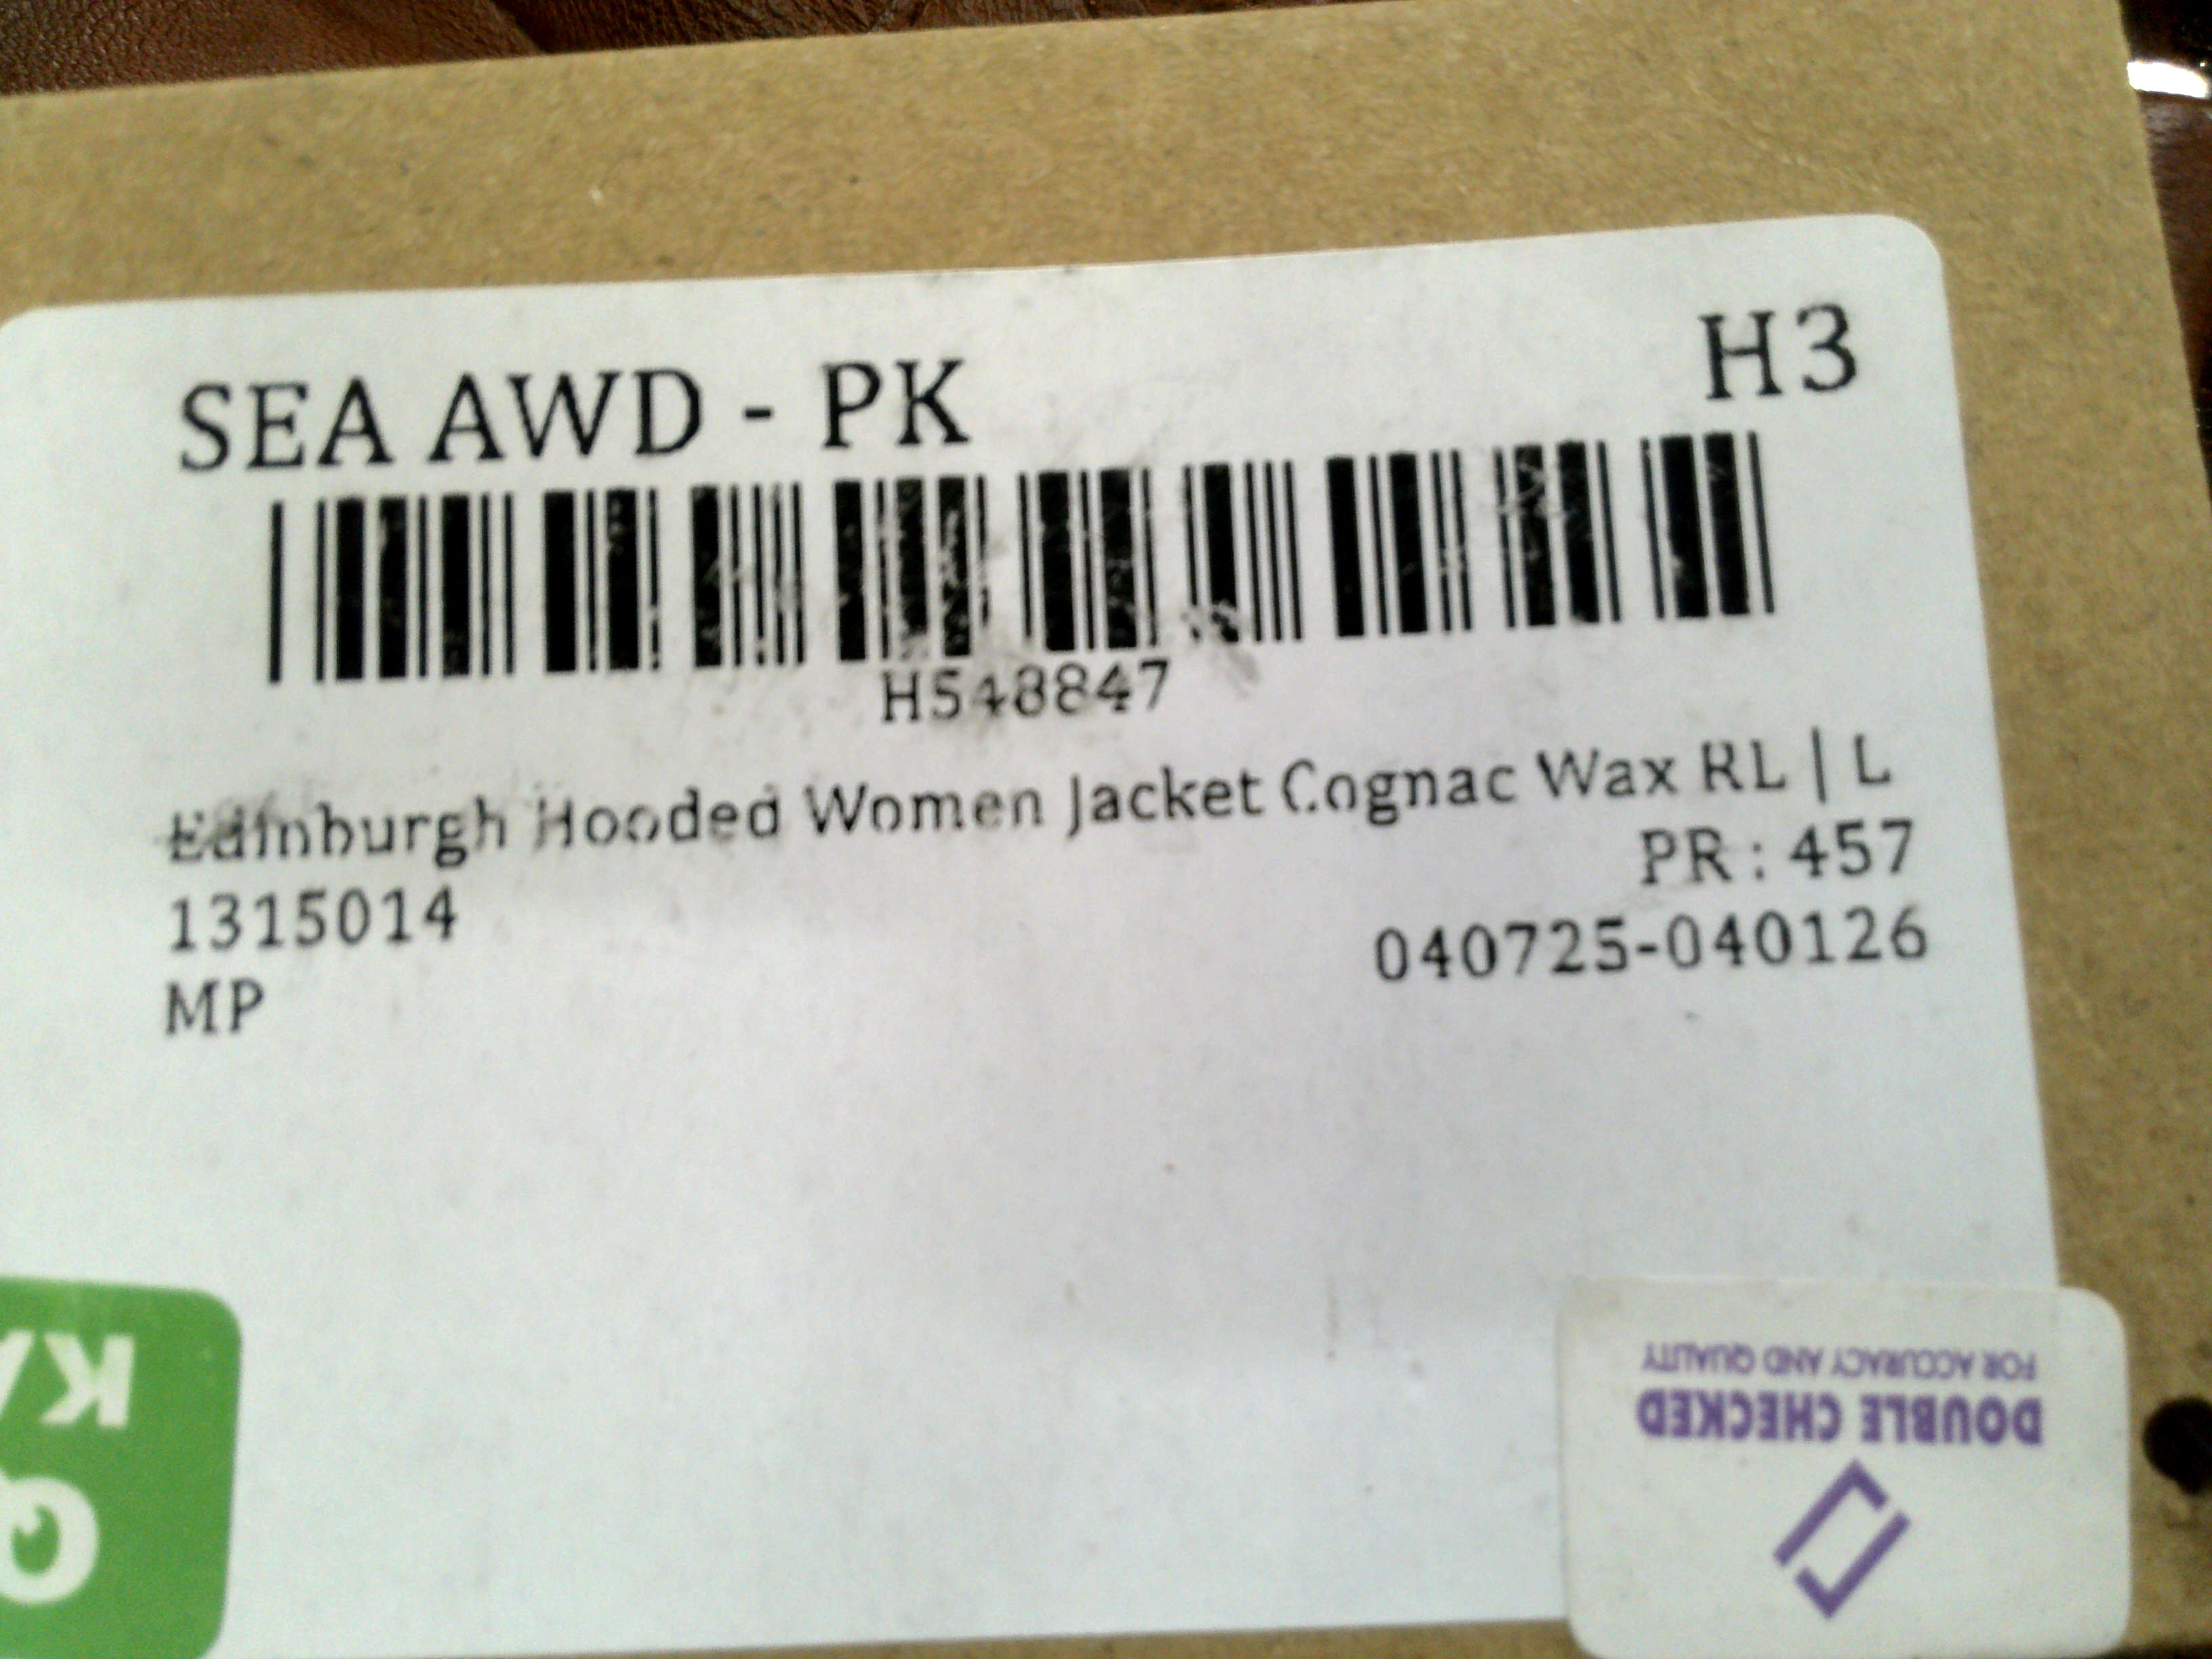 SEA AWD - PK
H3
H548847
Edinburgh Hooded Women Jacket Cognac Wax RL | L
PR : 457
1315014
040725-040126
MP
KA
DOUBLE CHECKED
FOR ACCURACY AND QUALITY